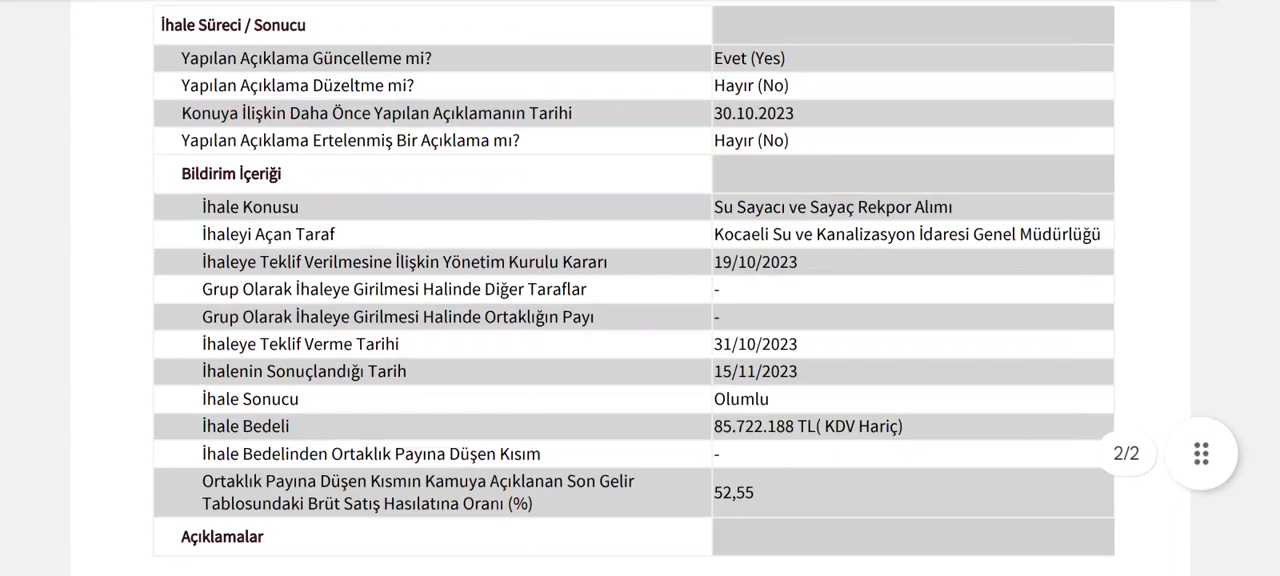 İhale Süreci / Sonucu
Yapılan Açıklama Güncelleme mi? Evet (Yes)
Yapılan Açıklama Düzeltme mi? Hayır (No)
Konuya İlişkin Daha Önce Yapılan Açıklamanın Tarihi 30.10.2023
Yapılan Açıklama Ertelenmiş Bir Açıklama mı? Hayır (No)
Bildirim İçeriği
İhale Konusu Su Sayacı ve Sayaç Rekpor Alımı
İhaleyi Açan Taraf Kocaeli Su ve Kanalizasyon İdaresi Genel Müdürlüğü
İhaleye Teklif Verilmesine İlişkin Yönetim Kurulu Kararı 19/10/2023
Grup Olarak İhaleye Girilmesi Halinde Diğer Taraflar -
Grup Olarak İhaleye Girilmesi Halinde Ortaklığın Payı -
İhaleye Teklif Verme Tarihi 31/10/2023
İhalenin Sonuçlandığı Tarih 15/11/2023
İhale Sonucu Olumlu
İhale Bedeli 85.722.188 TL( KDV Hariç)
İhale Bedelinden Ortaklık Payına Düşen Kısım -
2/2
Ortaklık Payına Düşen Kısmın Kamuya Açıklanan Son Gelir
Tablosundaki Brüt Satış Hasılatına Oranı (%) 52,55
Açıklamalar